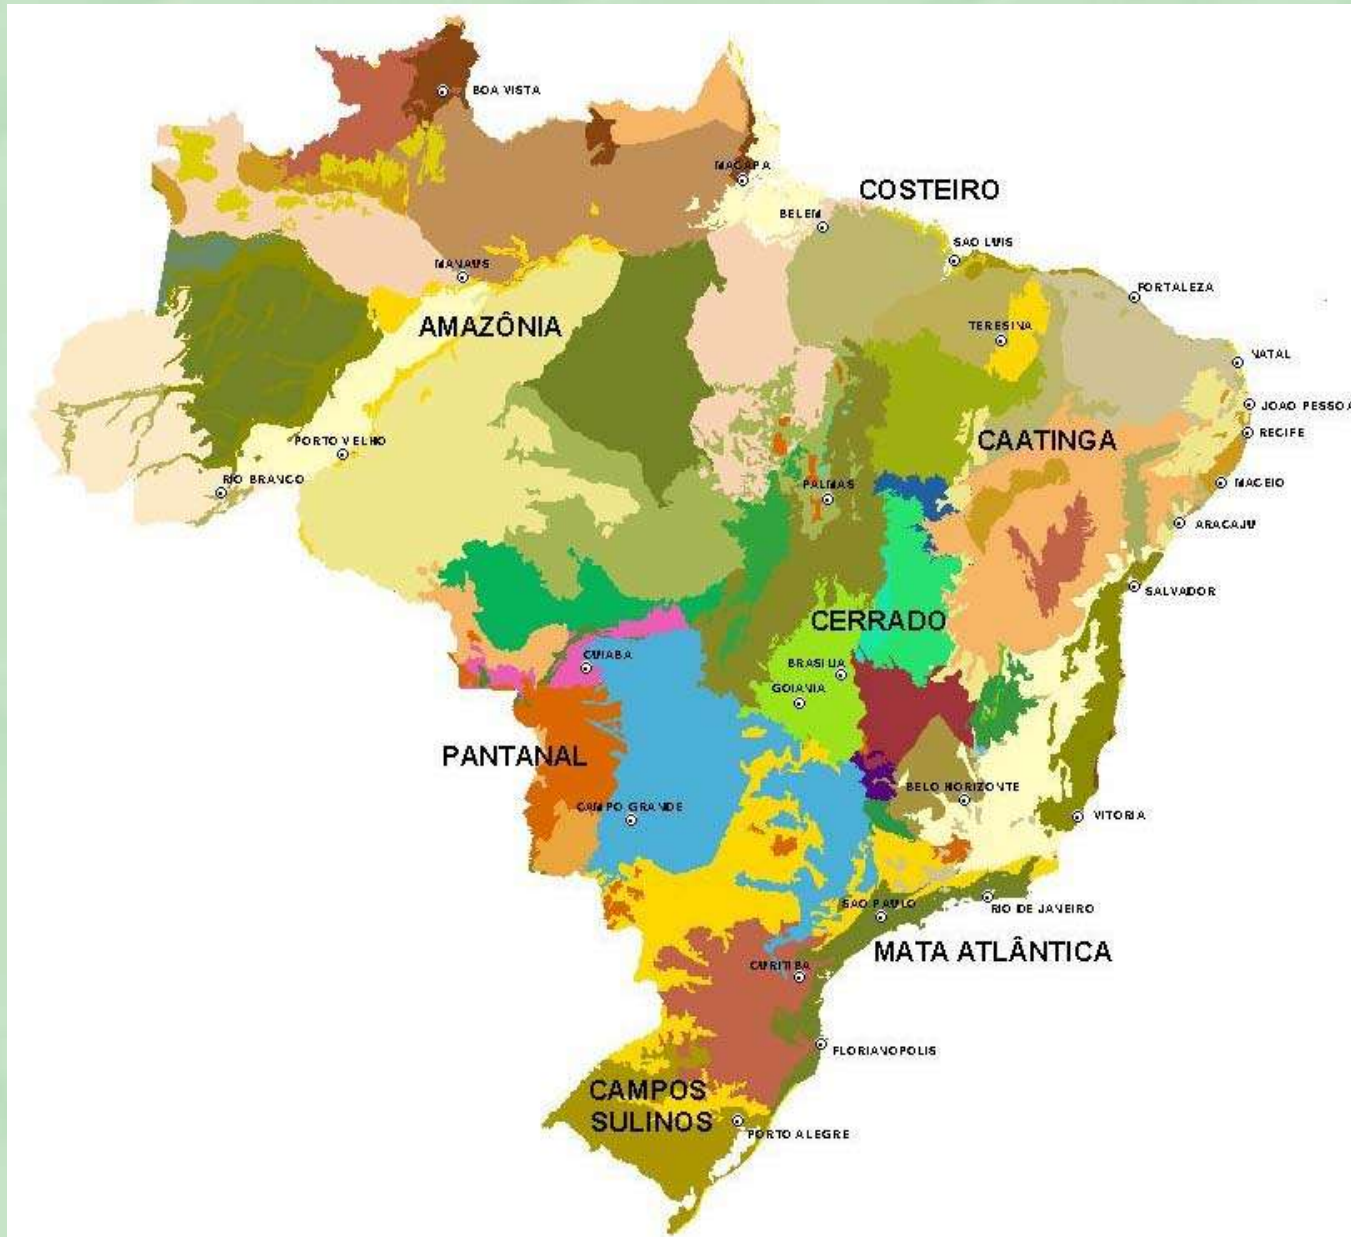 BOA VISTA
MACAPA
COSTEIRO
BELEM
SAO LUIS
MANAUS
FORTALEZA
AMAZÔNIA
TERESINA
NATAL
JOAO PESSOA
RECIFE
CAATINGA
PORTO VELHO
RIO BRANCO
PALMAS
MACEIO
ARACAJU
SALVADOR
CERRADO
CUIABA
BRASILIA
GOIANIA
PANTANAL
BELO HORIZONTE
CAMPO GRANDE
VITORIA
SAO PAULO
RIO DE JANEIRO
MATA ATLÂNTICA
CURITIBA
FLORIANOPOLIS
CAMPOS
SULINOS
PORTO ALEGRE